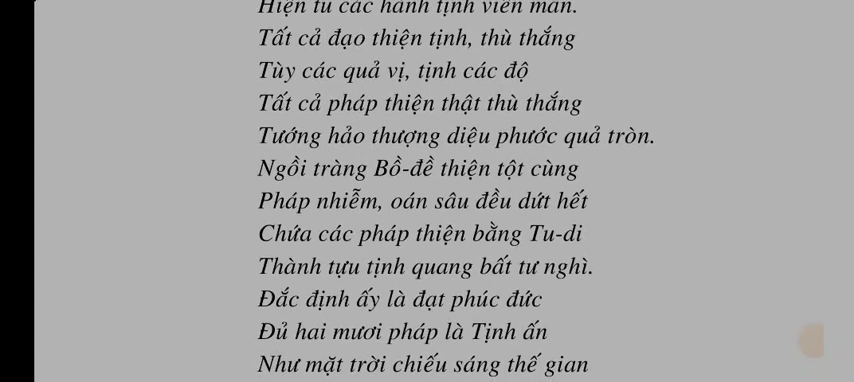 Hiện tu các hành tịnh viên mãn.
Tất cả đạo thiện tịnh, thù thắng
Tùy các quả vị, tịnh các độ
Tất cả pháp thiện thật thù thắng
Tướng hảo thượng diệu phước quả tròn.
Ngồi tràng Bồ-đề thiện tột cùng
Pháp nhiễm, oán sâu đều dứt hết
Chứa các pháp thiện bằng Tu-di
Thành tựu tịnh quang bất tư nghì.
Đắc định ấy là đạt phúc đức
Đủ hai mươi pháp là Tịnh ấn
Như mặt trời chiếu sáng thế gian